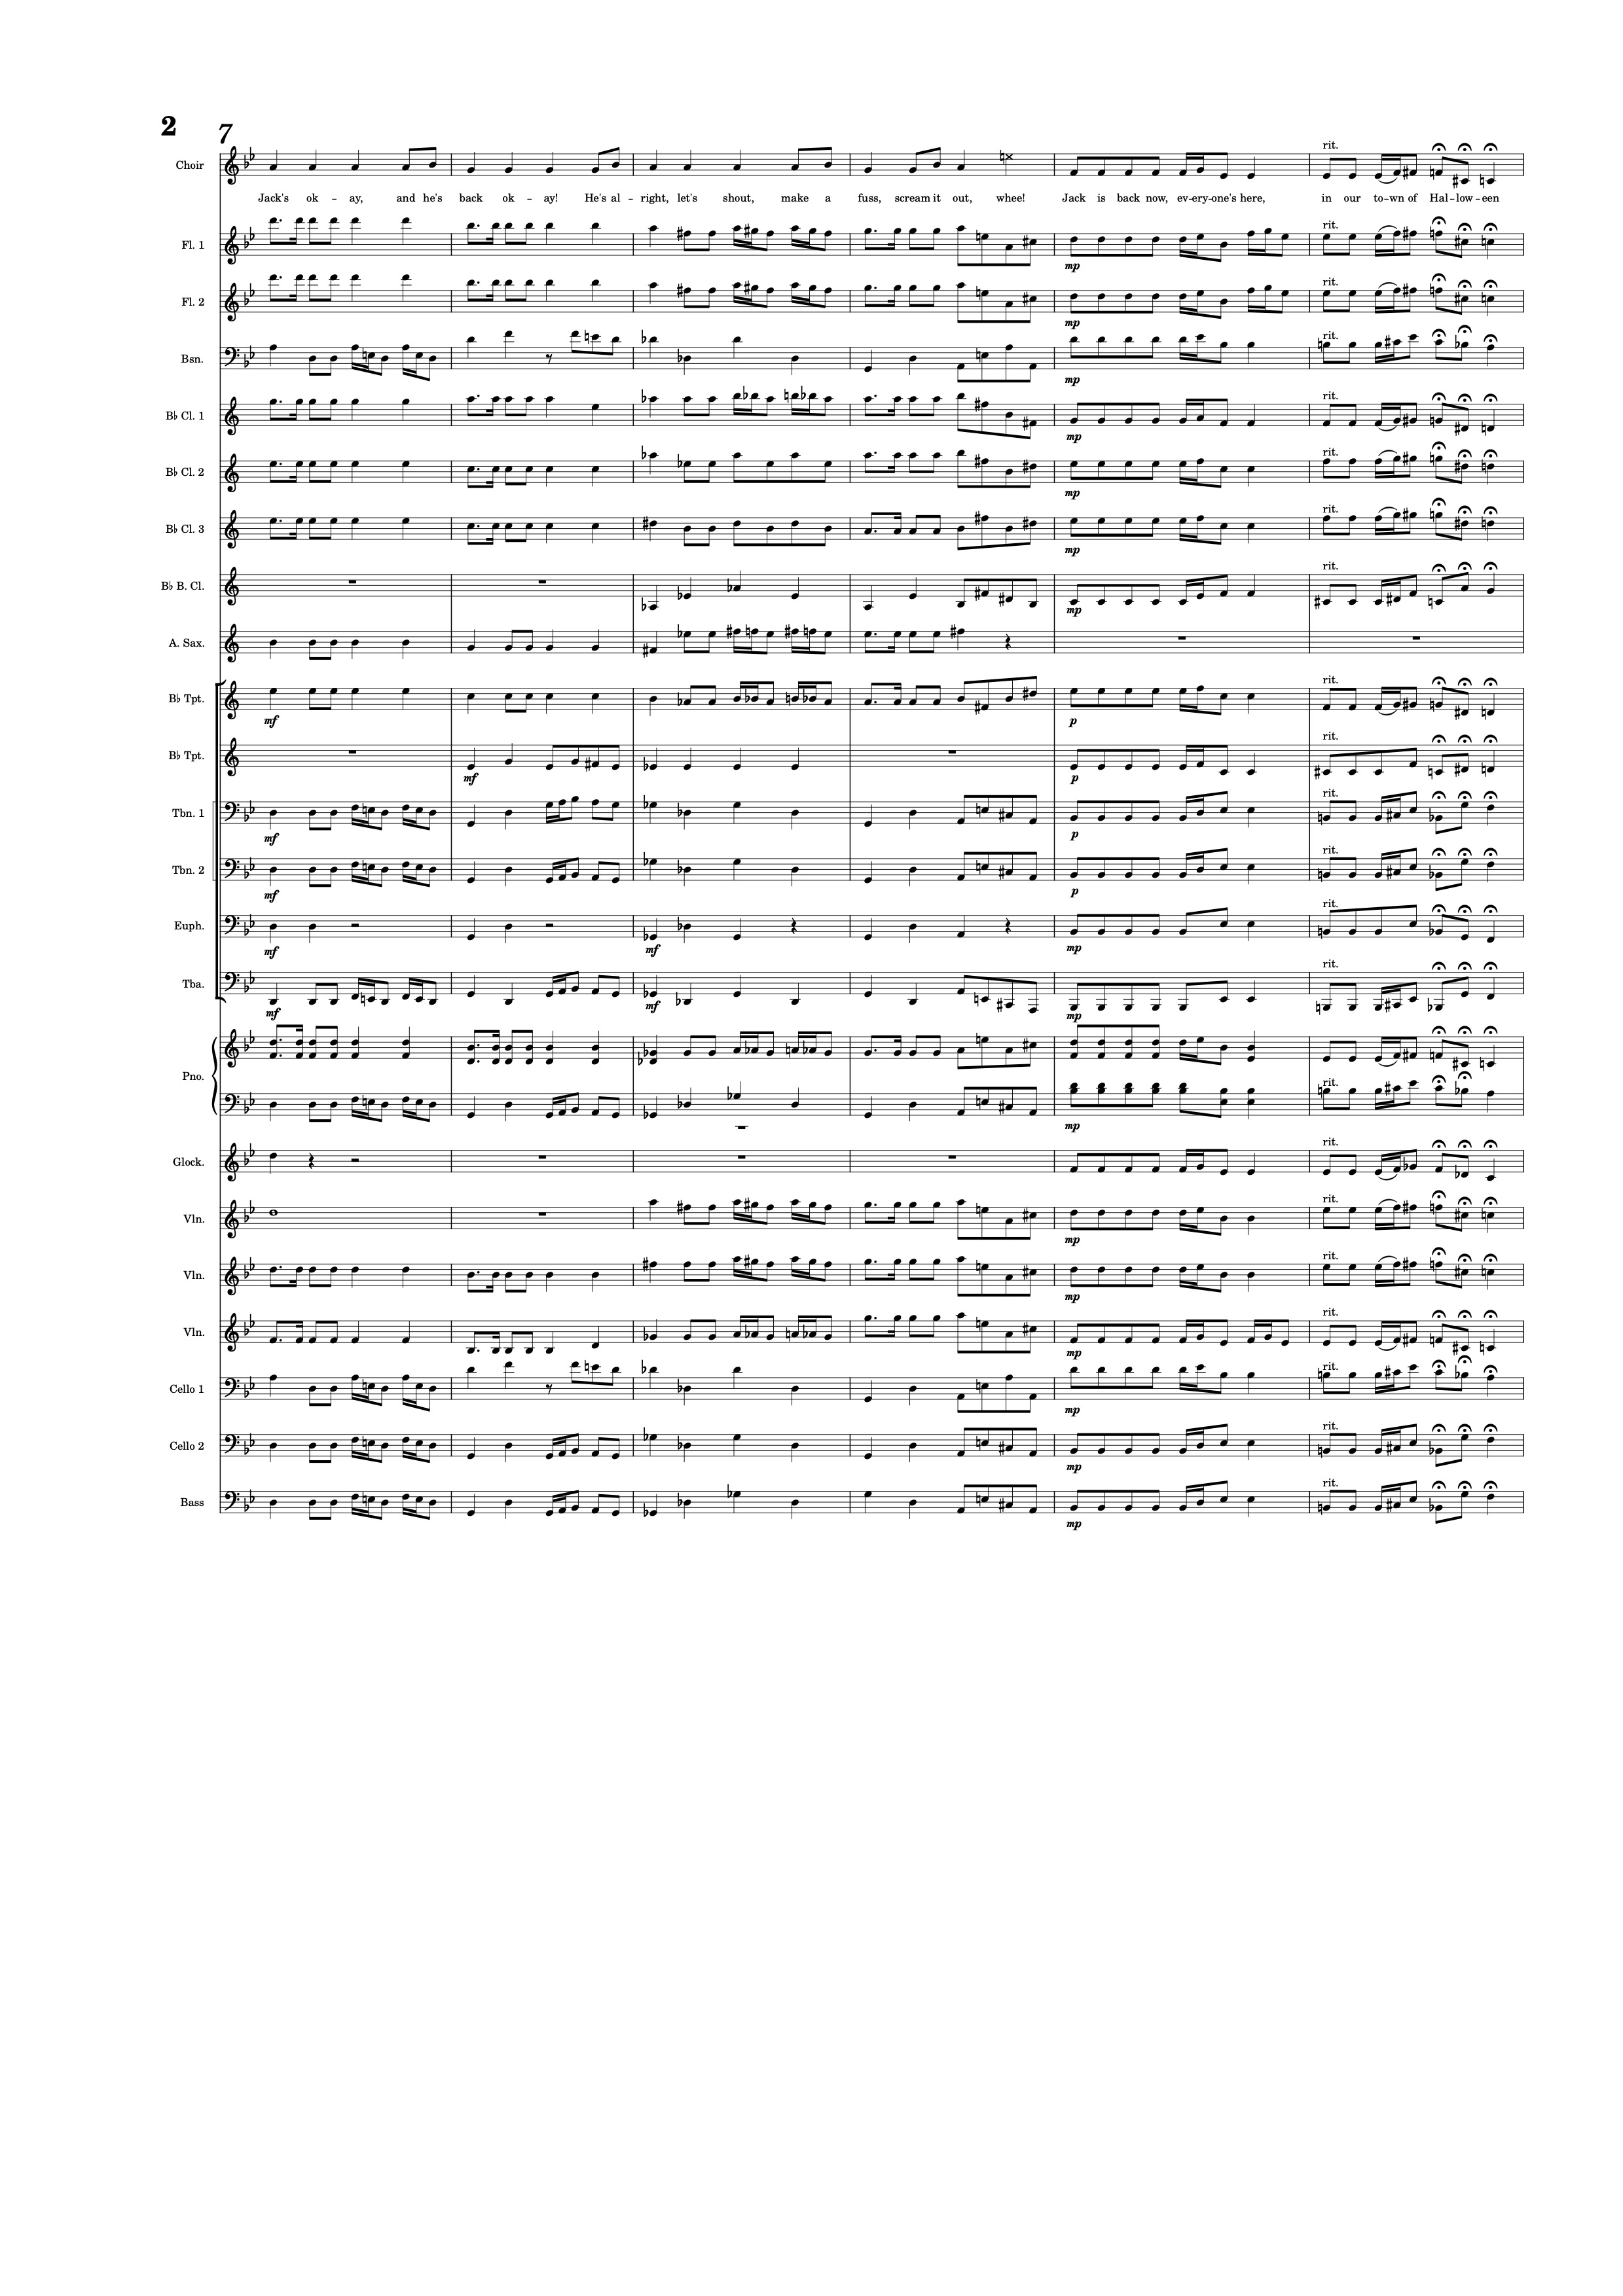 2
7
Choir
Jack's ok – ay, and he's back ok – ay! He's al – right, let's shout, make a fuss, scream it out, whee! Jack is back now, ev-ery-one's here, in our to–wn of Hal–low–een
rit.
Fl. 1
mp
rit.
Fl. 2
mp
rit.
Bsn.
mp
rit.
B♭ Cl. 1
mp
rit.
B♭ Cl. 2
mp
rit.
B♭ Cl. 3
mp
rit.
B♭ B. Cl.
mp
rit.
A. Sax.
B♭ Tpt.
mf p
rit.
B♭ Tpt.
mf p
rit.
Tbn. 1
mf p
rit.
Tbn. 2
mf p
rit.
Euph.
mf mf mp
rit.
Tba.
mf mf mp
rit.
Pno.
mp
rit.
Glock.
rit.
Vln.
mp
rit.
Vln.
mp
rit.
Vln.
mp
rit.
Cello 1
mp
rit.
Cello 2
mp
rit.
Bass
mp
rit.